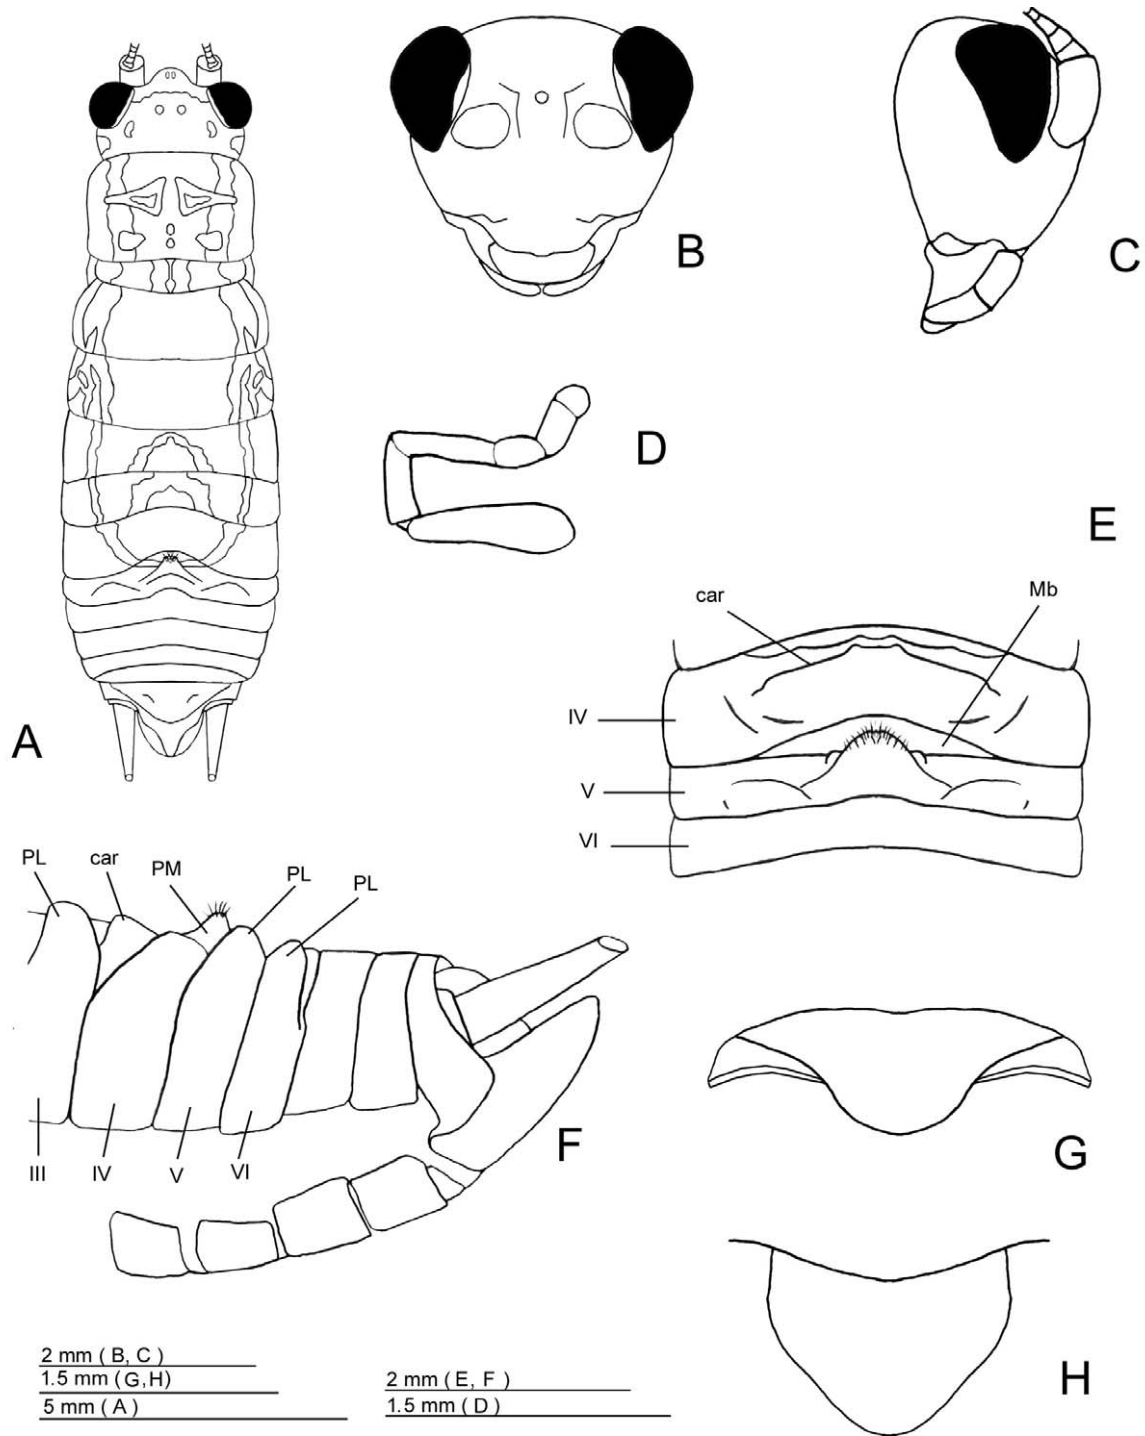 B
C
D
E
car
Mb
IV
A
V
VI
PL
car
PM
PL
PL
F
G
III
IV
V
VI
2 mm ( B, C )
1.5 mm (G,H)
5 mm ( A )
2 mm ( E, F )
1.5 mm ( D )
H